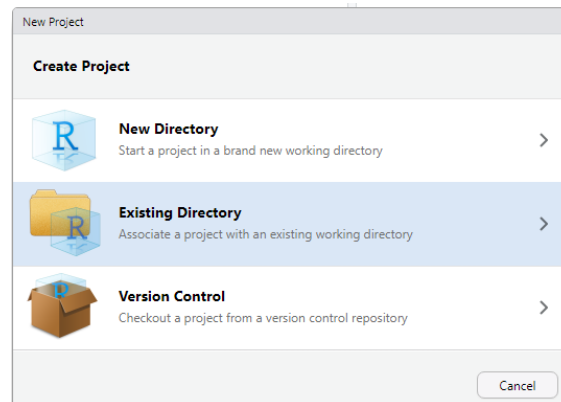 New Project
Create Project
New Directory
Start a project in a brand new working directory
Existing Directory
Associate a project with an existing working directory
Version Control
Checkout a project from a version control repository
Cancel